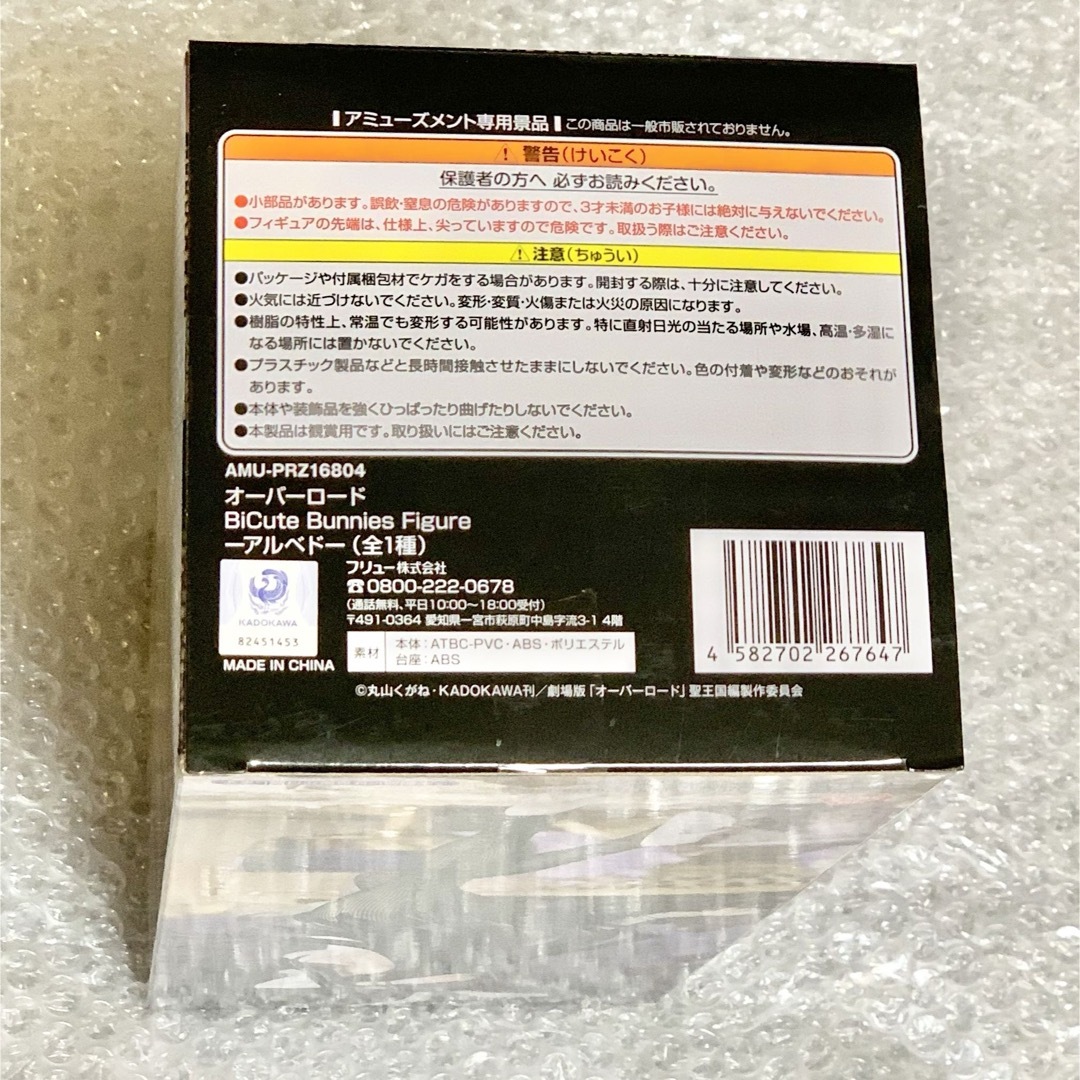 アミューズメント専用景品 この商品は一般市販されておりません。
⚠ 警告(けいこく)
保護者の方へ 必ずお読みください。
●小部品があります。誤飲・窒息の危険がありますので、3才未満のお子様には絶対に与えないでください。
●フィギュアの先端は、仕様上、尖っていますので危険です。取扱う際はご注意ください。
⚠ 注意(ちゅうい)
●パッケージや付属梱包材でケガをする場合があります。開封する際は、十分に注意してください。
●火気には近づけないでください。変形・変質・火傷または火災の原因になります。
●樹脂の特性上、常温でも変形する可能性があります。特に直射日光の当たる場所や水場、高温・多湿に
なる場所には置かないでください。
●プラスチック製品などと長時間接触させたままにしないでください。色の付着や変形などのおそれが
あります。
●本体や装飾品を強くひっぱったり曲げたりしないでください。
●本製品は観賞用です。取り扱いにはご注意ください。
AMU-PRZ16804
オーバーロード
BiCute Bunnies Figure
ーアルベドー(全1種)
フリュー株式会社
☎0800-222-0678
(通話無料、平日10:00〜18:00受付)
〒491-0364 愛知県一宮市萩原町中島字流3-1 4階
KADOKAWA
82451453
MADE IN CHINA
素材 本体:ATBC-PVC・ABS・ポリエステル
台座:ABS
4 582702 267647
©丸山くがね・KADOKAWA刊/劇場版「オーバーロード」聖王国編製作委員会